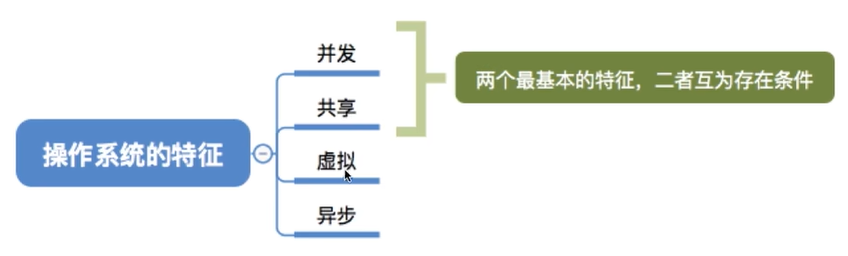 并发
两个最基本的特征，二者互为存在条件
共享
操作系统的特征
虚拟
异步